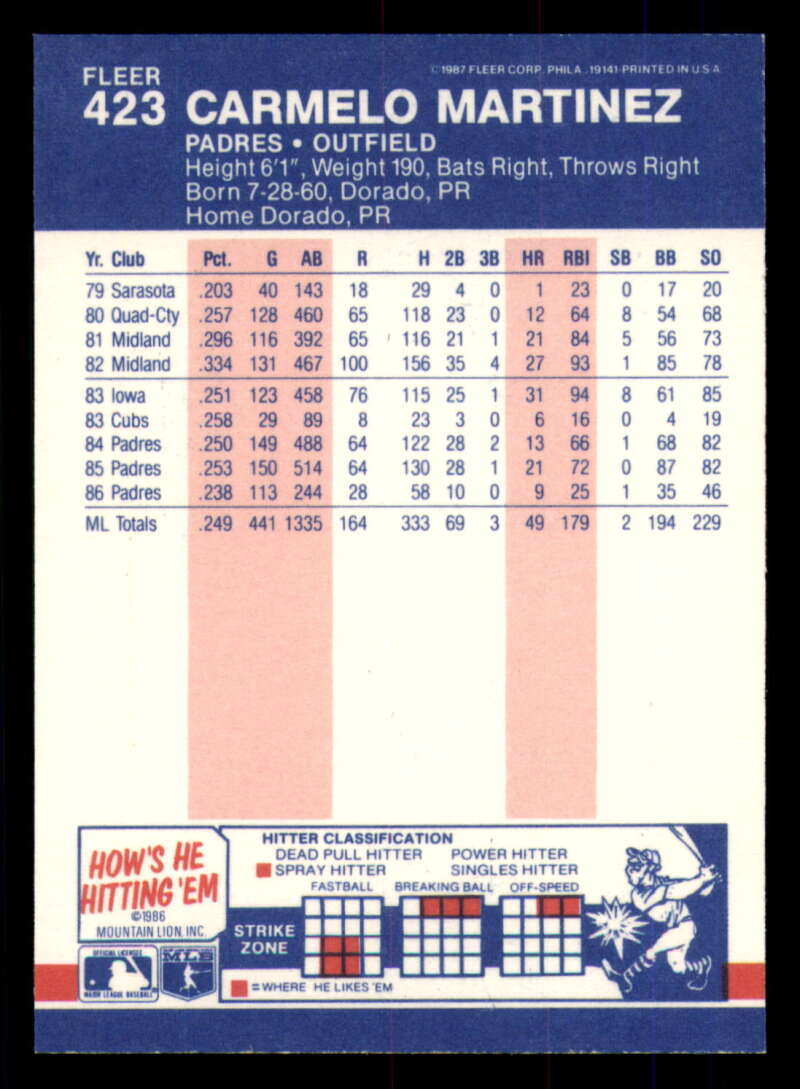 FLEER
©1987 FLEER CORP. PHILA. 19141-PRINTED IN U.S.A.
423 CARMELO MARTINEZ
PADRES • OUTFIELD
Height 6'1", Weight 190, Bats Right, Throws Right
Born 7-28-60, Dorado, PR
Home Dorado, PR
Yr. Club Pct. G AB R H 2B 3B HR RBI SB BB SO
79 Sarasota .203 40 143 18 29 4 0 1 23 0 17 20
80 Quad-Cty .257 128 460 65 118 23 0 12 64 8 54 68
81 Midland .296 116 392 65 116 21 1 21 84 5 56 73
82 Midland .334 131 467 100 156 35 4 27 93 1 85 78
83 Iowa .251 123 458 76 115 25 1 31 94 8 61 85
83 Cubs .258 29 89 8 23 3 0 6 16 0 4 19
84 Padres .250 149 488 64 122 28 2 13 66 1 68 82
85 Padres .253 150 514 64 130 28 1 21 72 0 87 82
86 Padres .238 113 244 28 58 10 0 9 25 1 35 46
ML Totals .249 441 1335 164 333 69 3 49 179 2 194 229
HOW'S HE
HITTING 'EM
©1986
MOUNTAIN LION, INC.
OFFICIAL LICENSEE
MAJOR LEAGUE BASEBALL
MLS
HITTER CLASSIFICATION
DEAD PULL HITTER POWER HITTER
SPRAY HITTER SINGLES HITTER
FASTBALL BREAKING BALL OFF-SPEED
STRIKE
ZONE
=WHERE HE LIKES 'EM